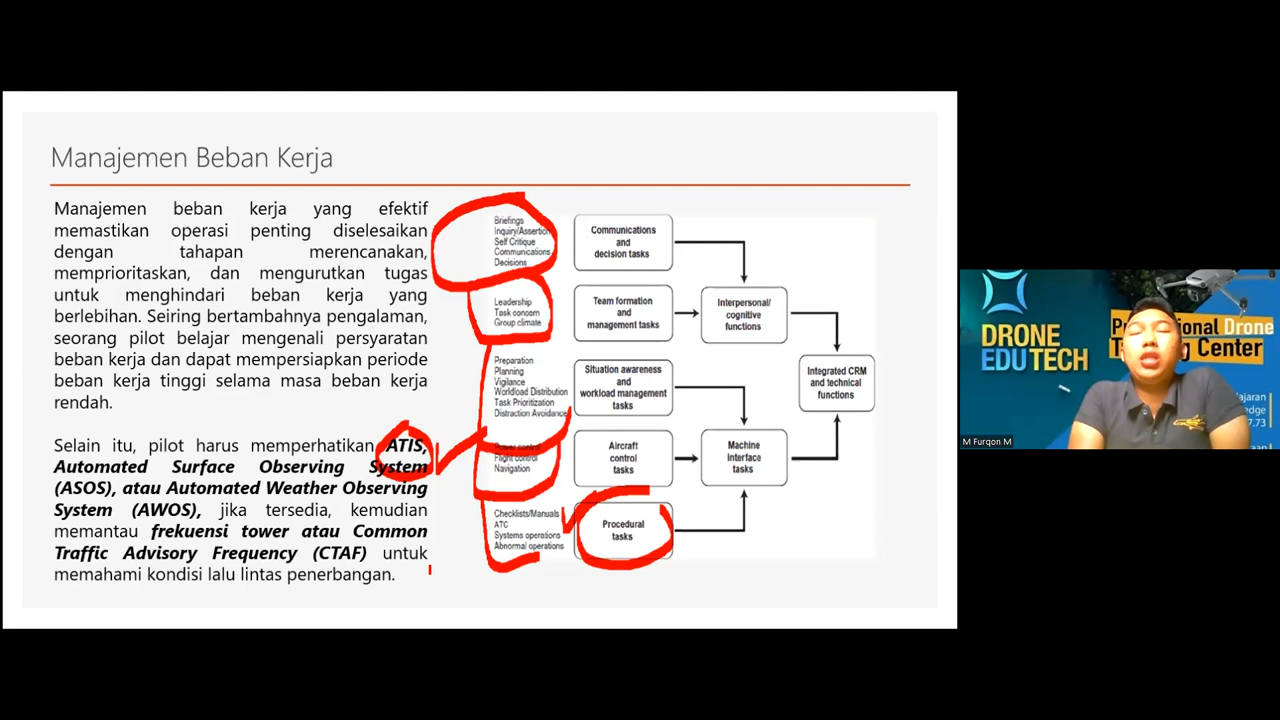 Manajemen Beban Kerja
Manajemen beban kerja yang efektif
memastikan operasi penting diselesaikan
dengan tahapan merencanakan,
memprioritaskan, dan mengurutkan tugas
untuk menghindari beban kerja yang
berlebihan. Seiring bertambahnya pengalaman,
seorang pilot belajar mengenali persyaratan
beban kerja dan dapat mempersiapkan periode
beban kerja tinggi selama masa beban kerja
rendah.
Selain itu, pilot harus memperhatikan ATIS,
Automated Surface Observing System
(ASOS), atau Automated Weather Observing
System (AWOS), jika tersedia, kemudian
memantau frekuensi tower atau Common
Traffic Advisory Frequency (CTAF) untuk
memahami kondisi lalu lintas penerbangan.
Briefings
Inquiry/Assertion
Self Critique
Communications
Decisions
Communications
and
decision tasks
Leadership
Task concern
Group climate
Team formation
and
management tasks
Interpersonal/
cognitive
functions
Preparation
Planning
Vigilance
Workload Distribution
Task Prioritization
Distraction Avoidance
Situation awareness
and
workload management
tasks
Integrated CRM
and technical
functions
Power control
Flight control
Navigation
Aircraft
control
tasks
Machine
interface
tasks
Checklists/Manuals
ATC
Systems operations
Abnormal operations
Procedural
tasks
DRONE
EDUTECH
Drone
Center
M Furqon M